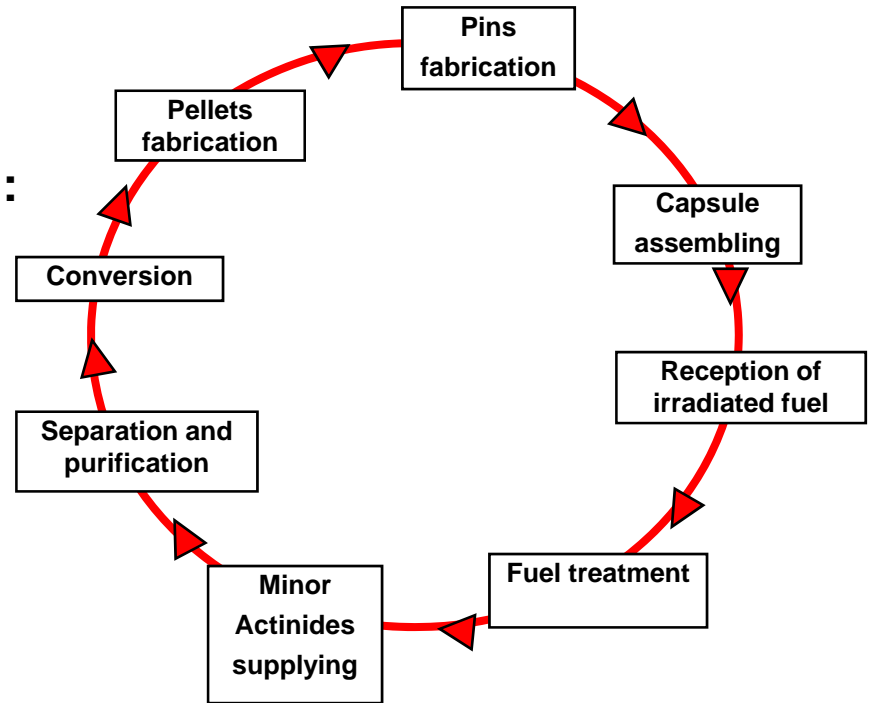 Pins
fabrication
Pellets
fabrication
:
Capsule
assembling
Conversion
Reception of
irradiated fuel
Separation and
purification
Fuel treatment
Minor
Actinides
supplying